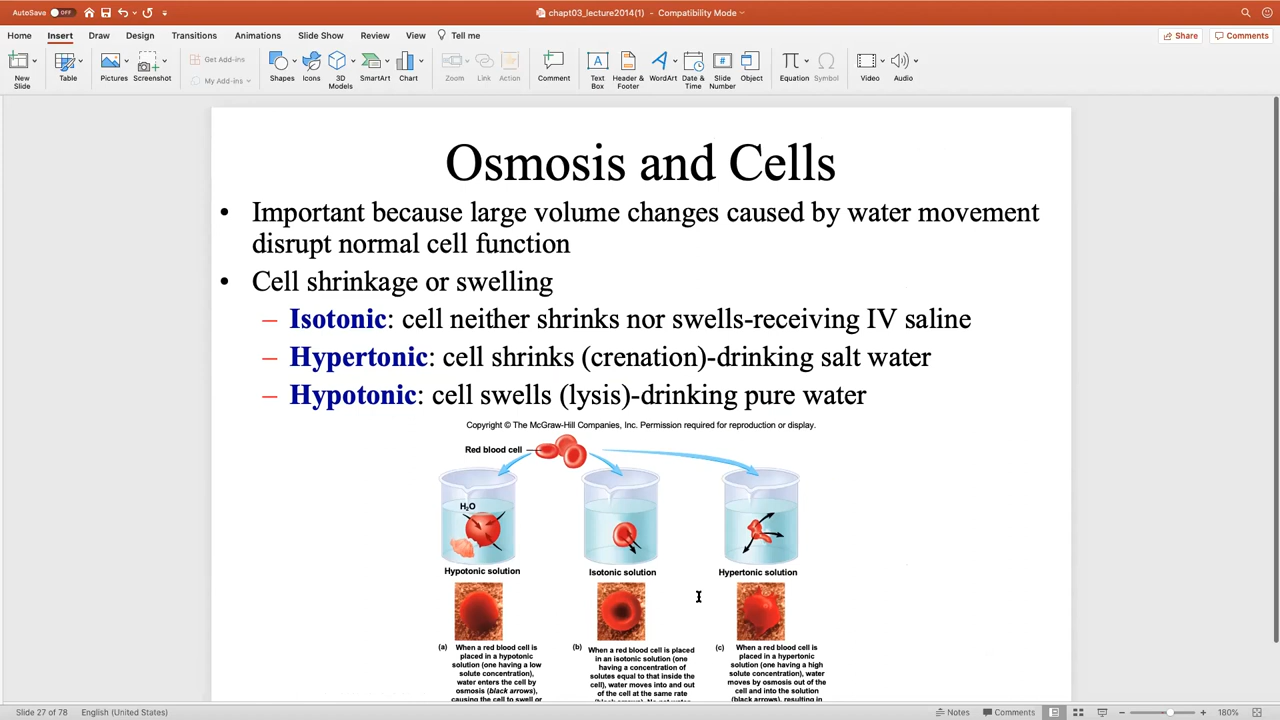 AutoSave OFF
chapt03_lecture2014(1) - Compatibility Mode
Home Insert Draw Design Transitions Animations Slide Show Review View Tell me Share Comments
New Slide
Table
Pictures
Screenshot
Get Add-ins
My Add-ins
Shapes
Icons
3D Models
SmartArt
Chart
Zoom
Link
Action
Comment
Text Box
Header & Footer
WordArt
Date & Time
Slide Number
Object
Equation
Symbol
Video
Audio
Osmosis and Cells
• Important because large volume changes caused by water movement
disrupt normal cell function
• Cell shrinkage or swelling
– Isotonic: cell neither shrinks nor swells-receiving IV saline
– Hypertonic: cell shrinks (crenation)-drinking salt water
– Hypotonic: cell swells (lysis)-drinking pure water
Copyright © The McGraw-Hill Companies, Inc. Permission required for reproduction or display.
Red blood cell
H₂O
Hypotonic solution
Isotonic solution
Hypertonic solution
(a) When a red blood cell is
placed in a hypotonic
solution (one having a low
solute concentration),
water enters the cell by
osmosis (black arrows),
causing the cell to swell or
(b) When a red blood cell is placed
in an isotonic solution (one
having a concentration of
solutes equal to that inside the
cell), water moves into and out
of the cell at the same rate
(c) When a red blood cell is
placed in a hypertonic
solution (one having a high
solute concentration), water
moves by osmosis out of the
cell and into the solution
(black arrows), resulting in
Slide 27 of 78 English (United States) Notes Comments 180%